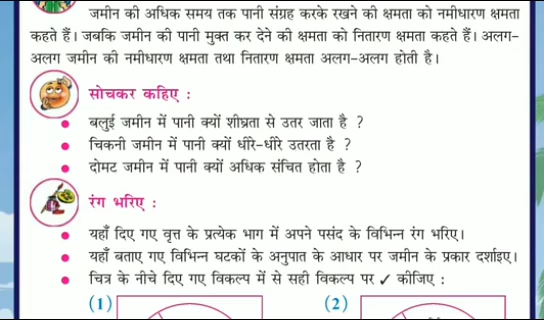 जमीन की अधिक समय तक पानी संग्रह करके रखने की क्षमता को नमीधारण क्षमता
कहते हैं। जबकि जमीन की पानी मुक्त कर देने की क्षमता को नितारण क्षमता कहते हैं। अलग-
अलग जमीन की नमीधारण क्षमता तथा नितारण क्षमता अलग-अलग होती है।
सोचकर कहिए :
• बलुई जमीन में पानी क्यों शीघ्रता से उतर जाता है ?
• चिकनी जमीन में पानी क्यों धीरे-धीरे उतरता है ?
• दोमट जमीन में पानी क्यों अधिक संचित होता है ?
रंग भरिए :
• यहाँ दिए गए वृत्त के प्रत्येक भाग में अपने पसंद के विभिन्न रंग भरिए।
• यहाँ बताए गए विभिन्न घटकों के अनुपात के आधार पर जमीन के प्रकार दर्शाइए।
• चित्र के नीचे दिए गए विकल्प में से सही विकल्प पर ✓ कीजिए :
(1) (2)